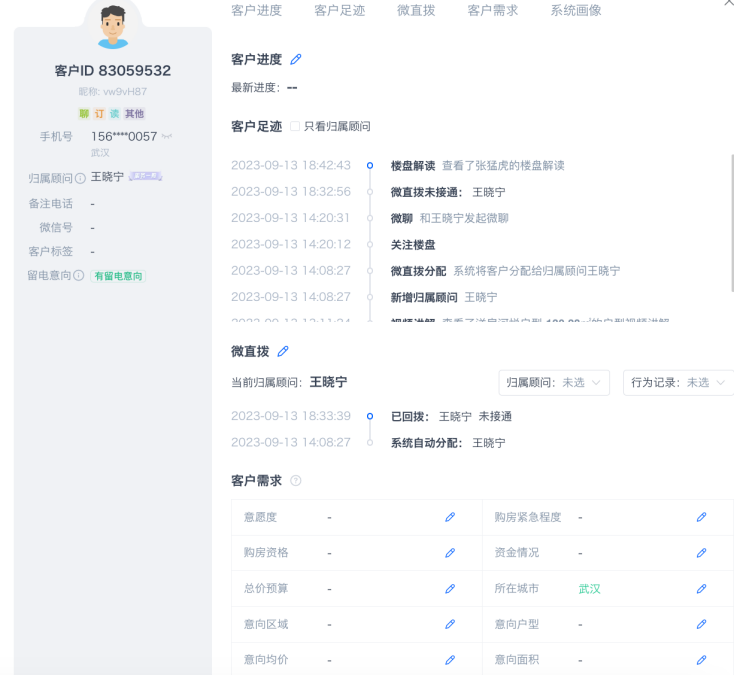 客户进度 客户足迹 微直拨 客户需求 系统画像
客户ID 83059532
昵称: vw9vH87
聊 订 读 其他
手机号 156****0057
武汉
归属顾问 王晓宁
备注电话 -
微信号 -
客户标签 -
留电意向 有留电意向
客户进度
最新进度： --
客户足迹 只看归属顾问
2023-09-13 18:42:43 楼盘解读 查看了张猛虎的楼盘解读
2023-09-13 18:32:56 微直拨未接通： 王晓宁
2023-09-13 14:20:31 微聊 和王晓宁发起微聊
2023-09-13 14:20:12 关注楼盘
2023-09-13 14:08:27 微直拨分配 系统将客户分配给归属顾问王晓宁
2023-09-13 14:08:27 新增归属顾问 王晓宁
微直拨
当前归属顾问： 王晓宁 归属顾问： 未选 行为记录： 未选
2023-09-13 18:33:39 已回拨： 王晓宁 未接通
2023-09-13 14:08:27 系统自动分配： 王晓宁
客户需求
意愿度 - 购房紧急程度 -
购房资格 - 资金情况 -
总价预算 - 所在城市 武汉
意向区域 - 意向户型 -
意向均价 - 意向面积 -